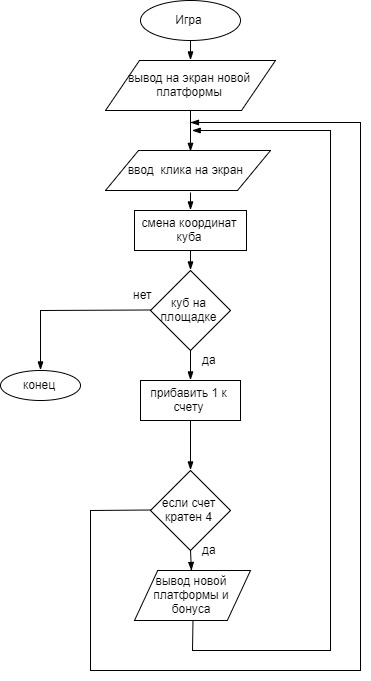 Игра
вывод на экран новой
платформы
ввод клика на экран
смена координат
куба
нет
куб на
площадке
да
конец
прибавить 1 к
счету
если счет
кратен 4
да
вывод новой
платформы и
бонуса